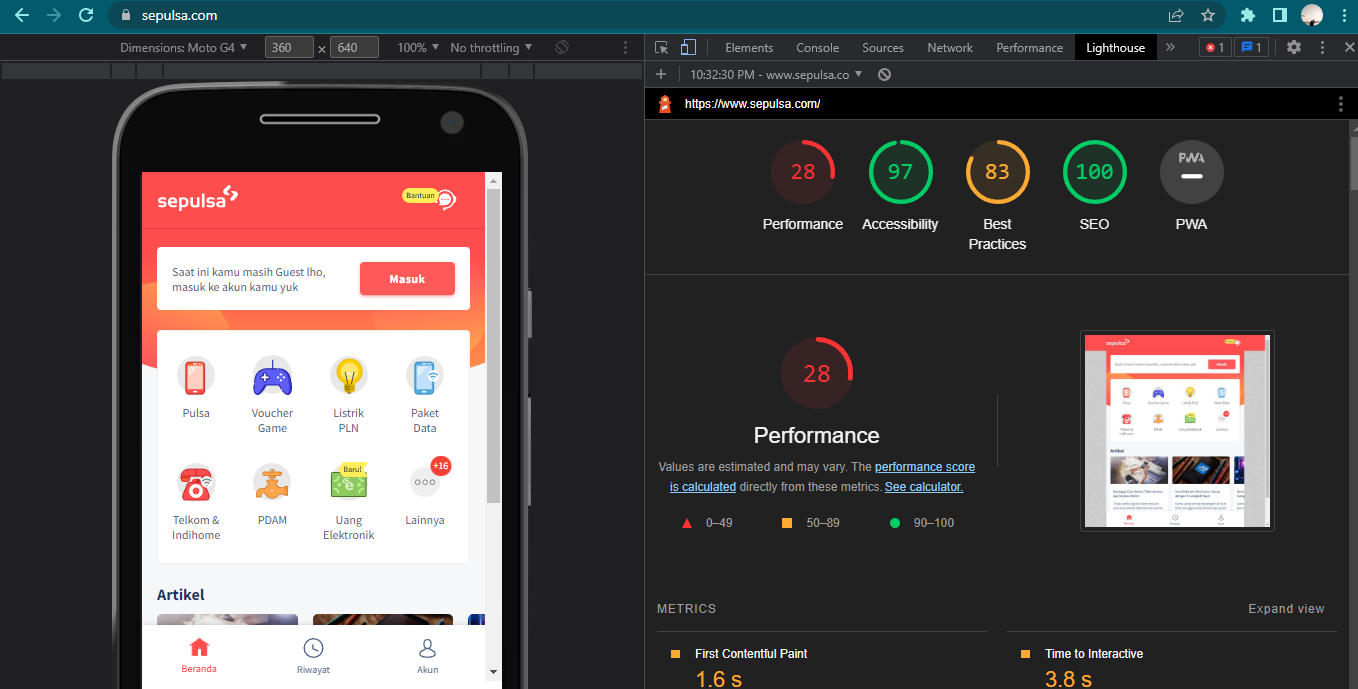 sepulsa.com
Dimensions: Moto G4 ▼ 360 × 640 100% ▼ No throttling ▼
Elements Console Sources Network Performance Lighthouse » 1 1
10:32:30 PM - www.sepulsa.co ▼
https://www.sepulsa.com/
sepulsa
Bantuan
Saat ini kamu masih Guest lho,
masuk ke akun kamu yuk
Masuk
Pulsa
Voucher
Game
Listrik
PLN
Paket
Data
Baru!
+16
Telkom &
Indihome
PDAM
Uang
Elektronik
Lainnya
Artikel
Beranda
Riwayat
Akun
28
97
83
100
PWA
Performance
Accessibility
Best
Practices
SEO
PWA
28
Performance
Values are estimated and may vary. The performance score
is calculated directly from these metrics. See calculator.
0–49
50–89
90–100
sepulsa
Masuk
Artikel
METRICS
Expand view
First Contentful Paint
1.6 s
Time to Interactive
3.8 s